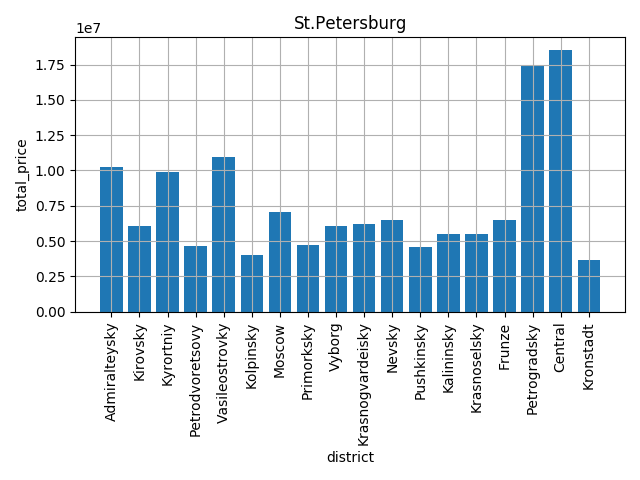 St.Petersburg
1e7
1.75
1.50
1.25
1.00
0.75
0.50
0.25
0.00
total_price
Admiralteysky
Kirovsky
Kyrortniy
Petrodvoretsovy
Vasileostrovky
Kolpinsky
Moscow
Primorksky
Vyborg
Krasnogvardeisky
Nevsky
Pushkinsky
Kalininsky
Krasnoselsky
Frunze
Petrogradsky
Central
Kronstadt
district